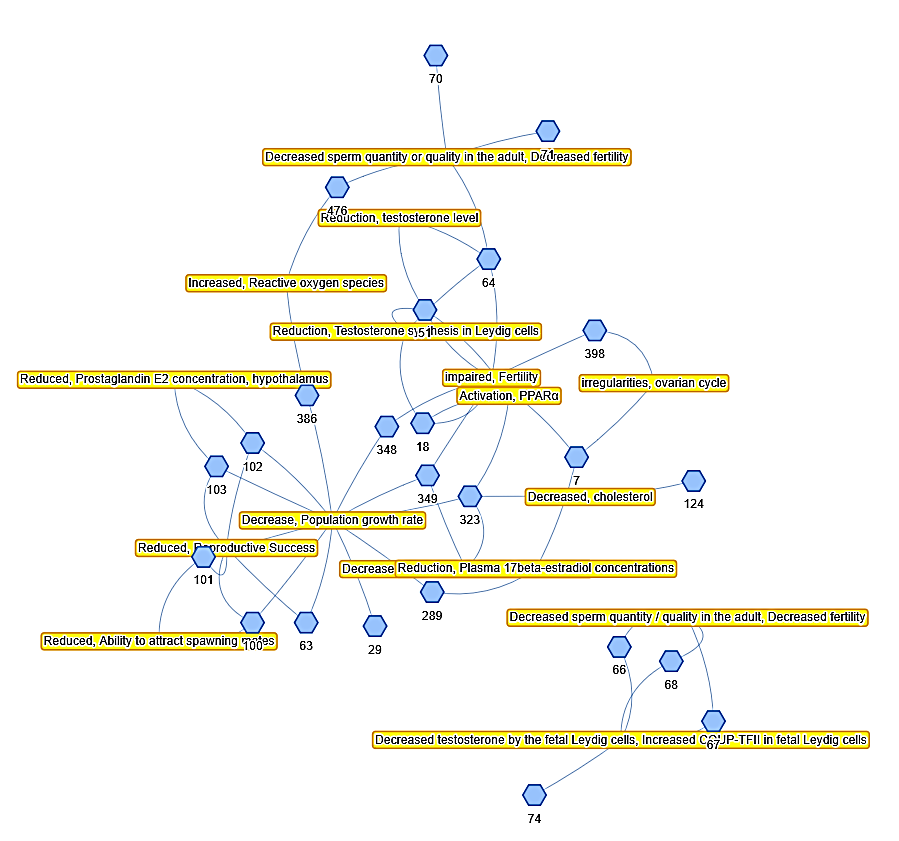 70
Decreased sperm quantity or quality in the adult, Decreased fertility
71
476
Reduction, testosterone level
64
Increased, Reactive oxygen species
51
Reduction, Testosterone synthesis in Leydig cells
398
impaired, Fertility
irregularities, ovarian cycle
Reduced, Prostaglandin E2 concentration, hypothalamus
Activation, PPARα
386
348
18
102
7
103
349
124
Decreased, cholesterol
323
Decrease, Population growth rate
Reduced, Reproductive Success
Decrease
Reduction, Plasma 17beta-estradiol concentrations
101
289
Decreased sperm quantity / quality in the adult, Decreased fertility
Reduced, Ability to attract spawning mates
100
63
29
66
68
Decreased testosterone by the fetal Leydig cells, Increased COUP-TFII in fetal Leydig cells
67
74